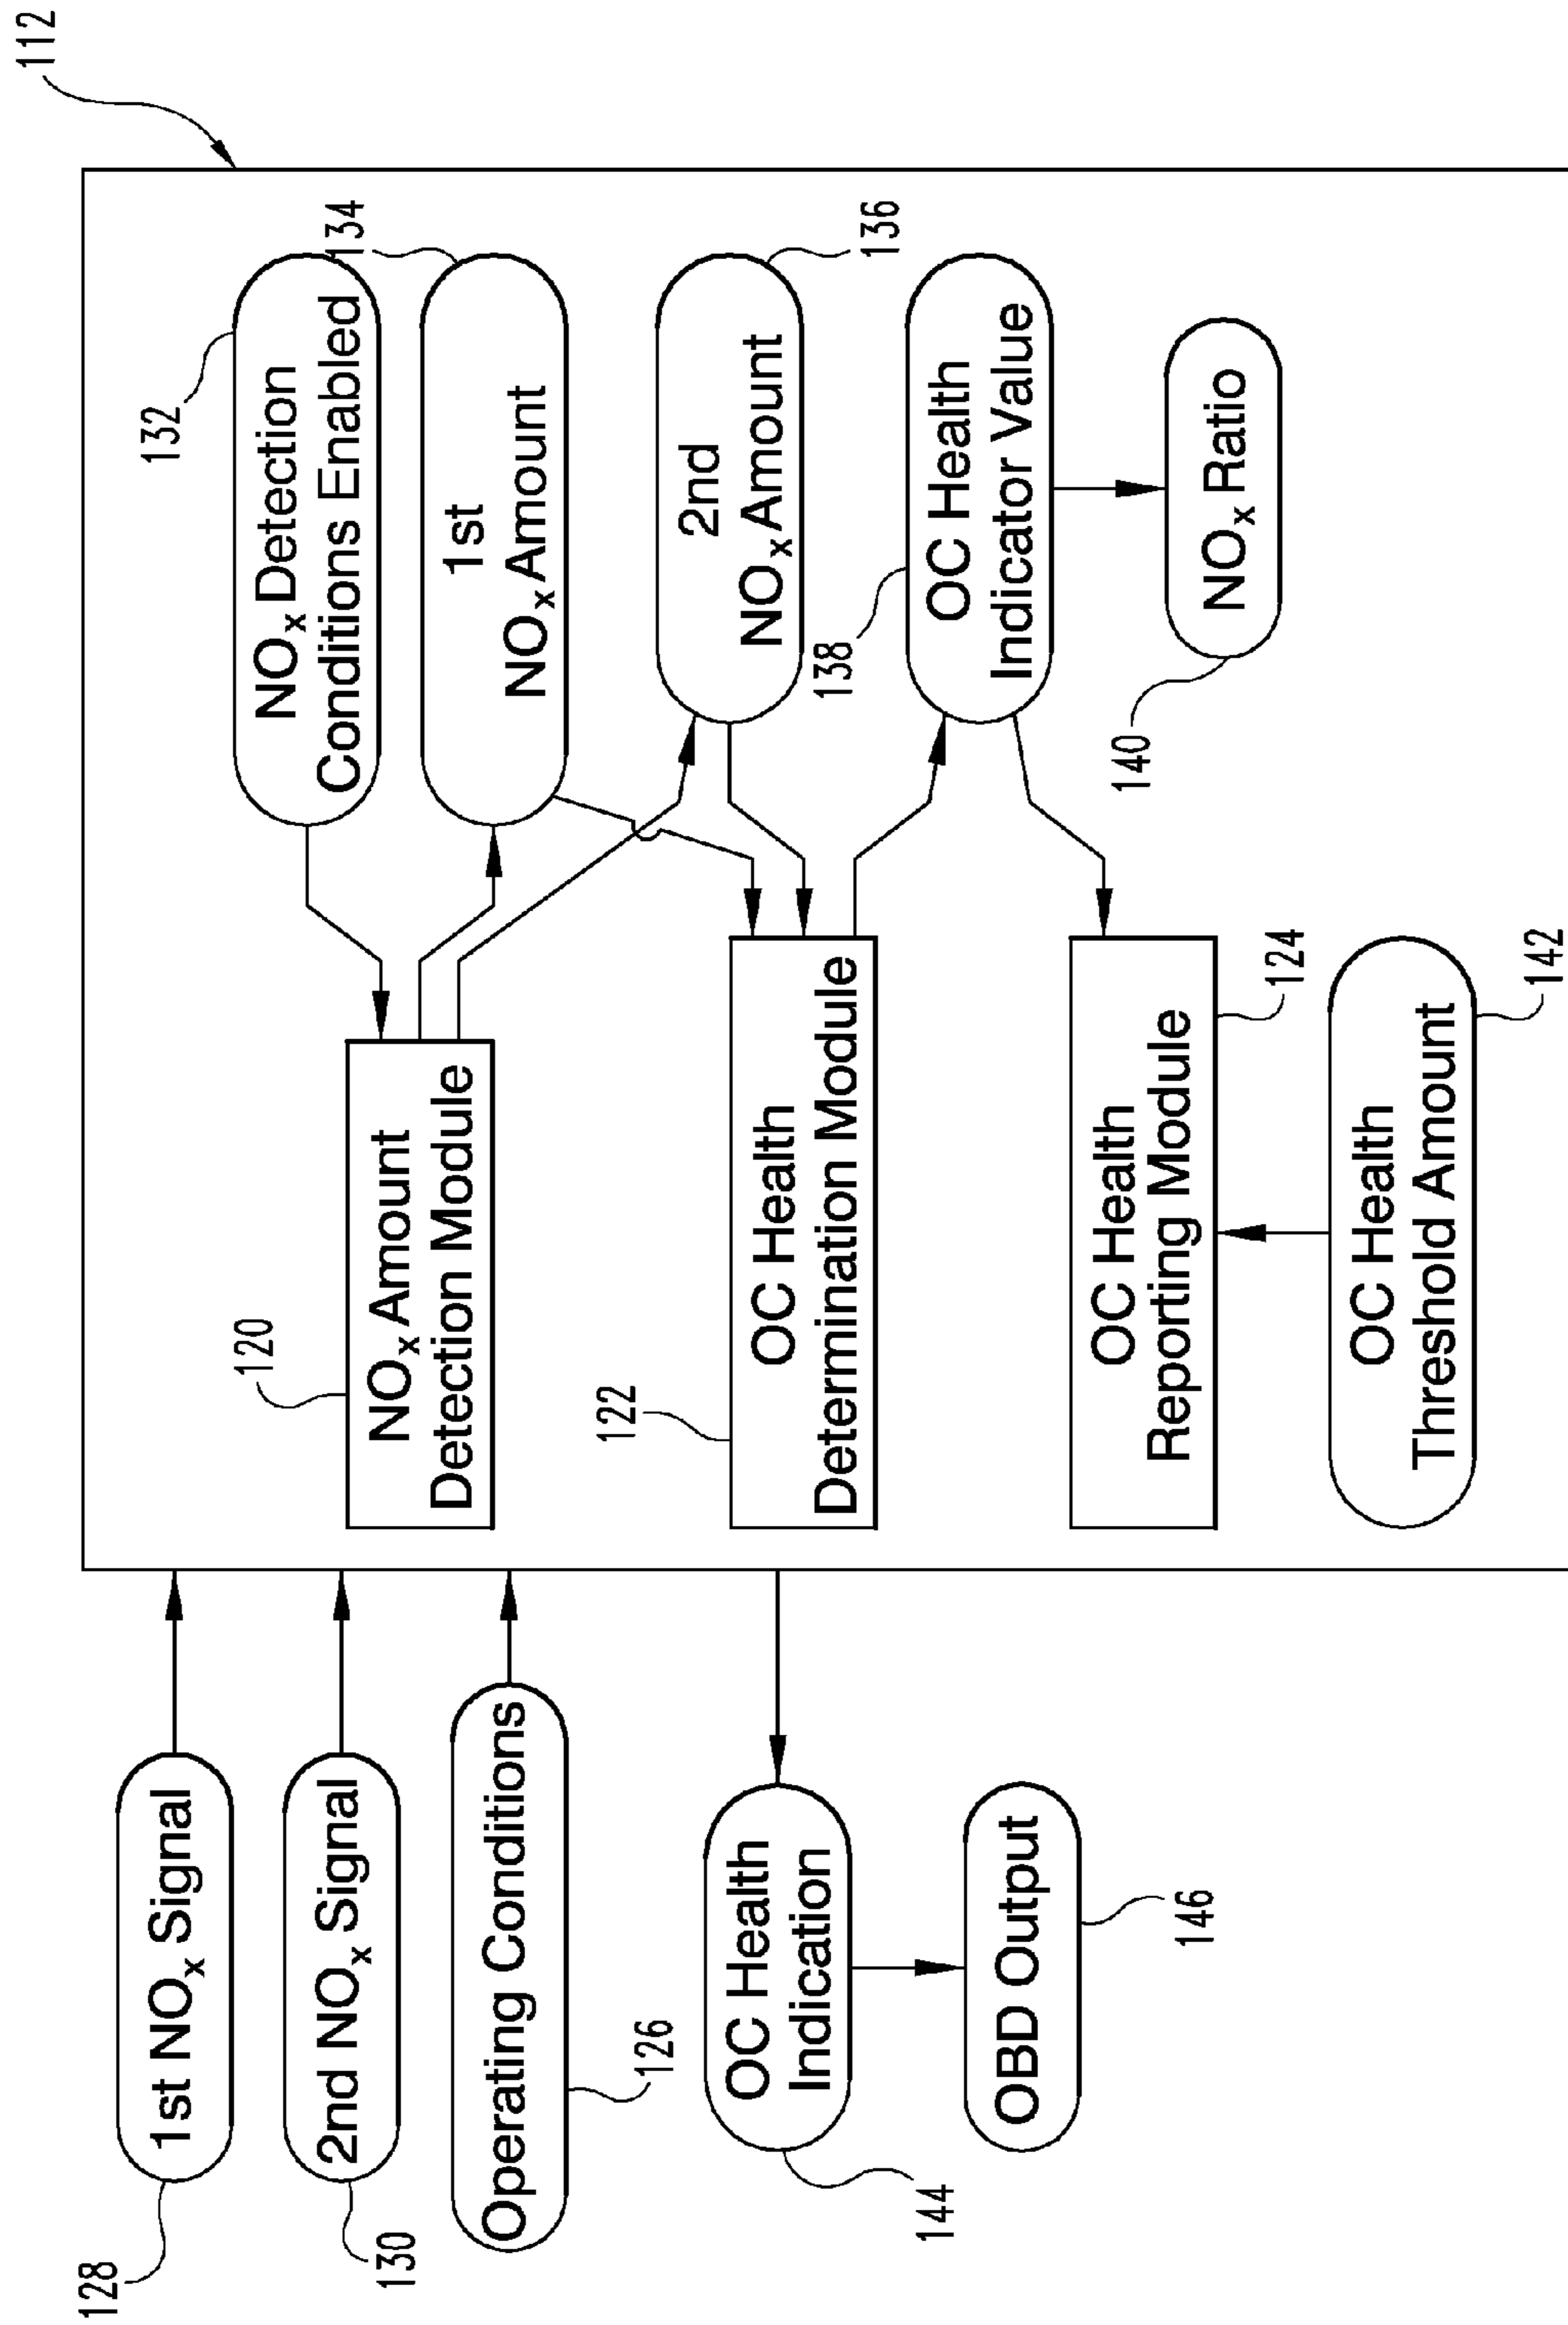 112
128
1st NOx Signal
130
2nd NOx Signal
Operating Conditions
126
OC Health
Indication
144
OBD Output
146
120
NOx Amount
Detection Module
122
OC Health
Determination Module
OC Health
Reporting Module
124
OC Health
Threshold Amount
142
132
NOx Detection
Conditions Enabled
134
1st
NOx Amount
2nd
NOx Amount
136
138
OC Health
Indicator Value
NOx Ratio
140